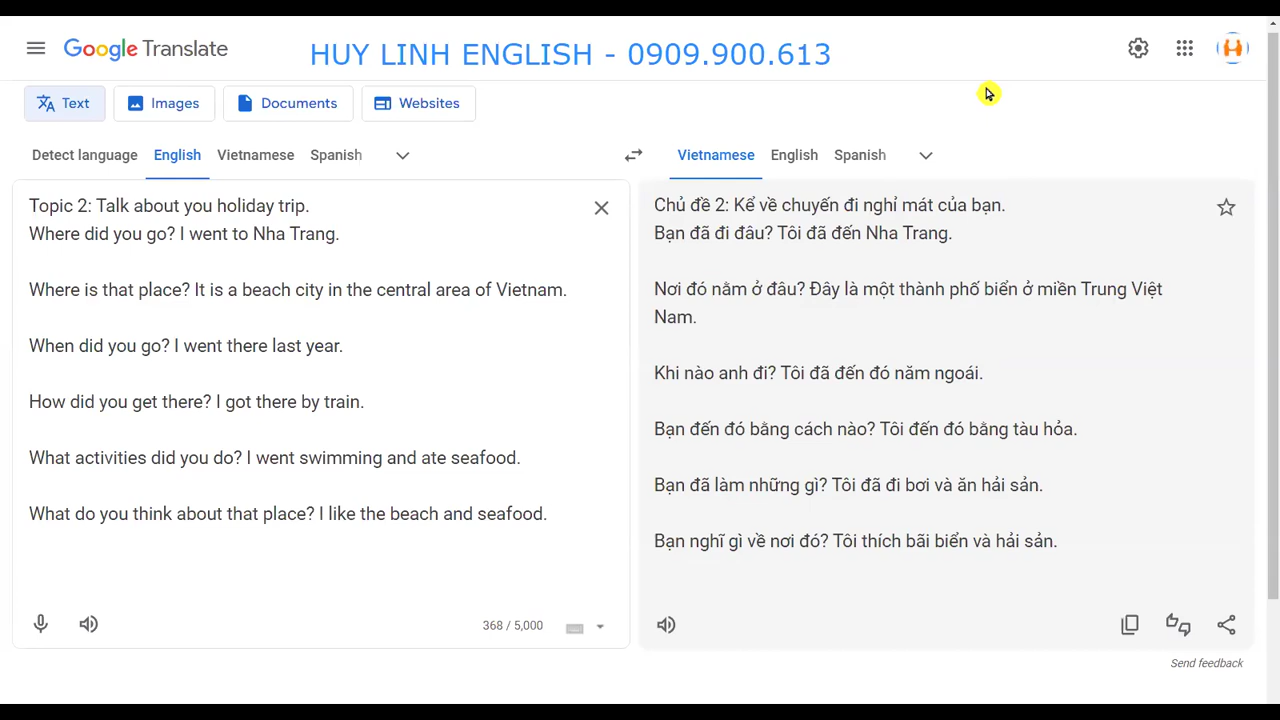 Google Translate
HUY LINH ENGLISH - 0909.900.613
Text
Images
Documents
Websites
Detect language
English
Vietnamese
Spanish
Vietnamese
English
Spanish
Topic 2: Talk about you holiday trip.
Where did you go? I went to Nha Trang.
Where is that place? It is a beach city in the central area of Vietnam.
When did you go? I went there last year.
How did you get there? I got there by train.
What activities did you do? I went swimming and ate seafood.
What do you think about that place? I like the beach and seafood.
368 / 5,000
Chủ đề 2: Kể về chuyến đi nghỉ mát của bạn.
Bạn đã đi đâu? Tôi đã đến Nha Trang.
Nơi đó nằm ở đâu? Đây là một thành phố biển ở miền Trung Việt
Nam.
Khi nào anh đi? Tôi đã đến đó năm ngoái.
Bạn đến đó bằng cách nào? Tôi đến đó bằng tàu hỏa.
Bạn đã làm những gì? Tôi đã đi bơi và ăn hải sản.
Bạn nghĩ gì về nơi đó? Tôi thích bãi biển và hải sản.
Send feedback